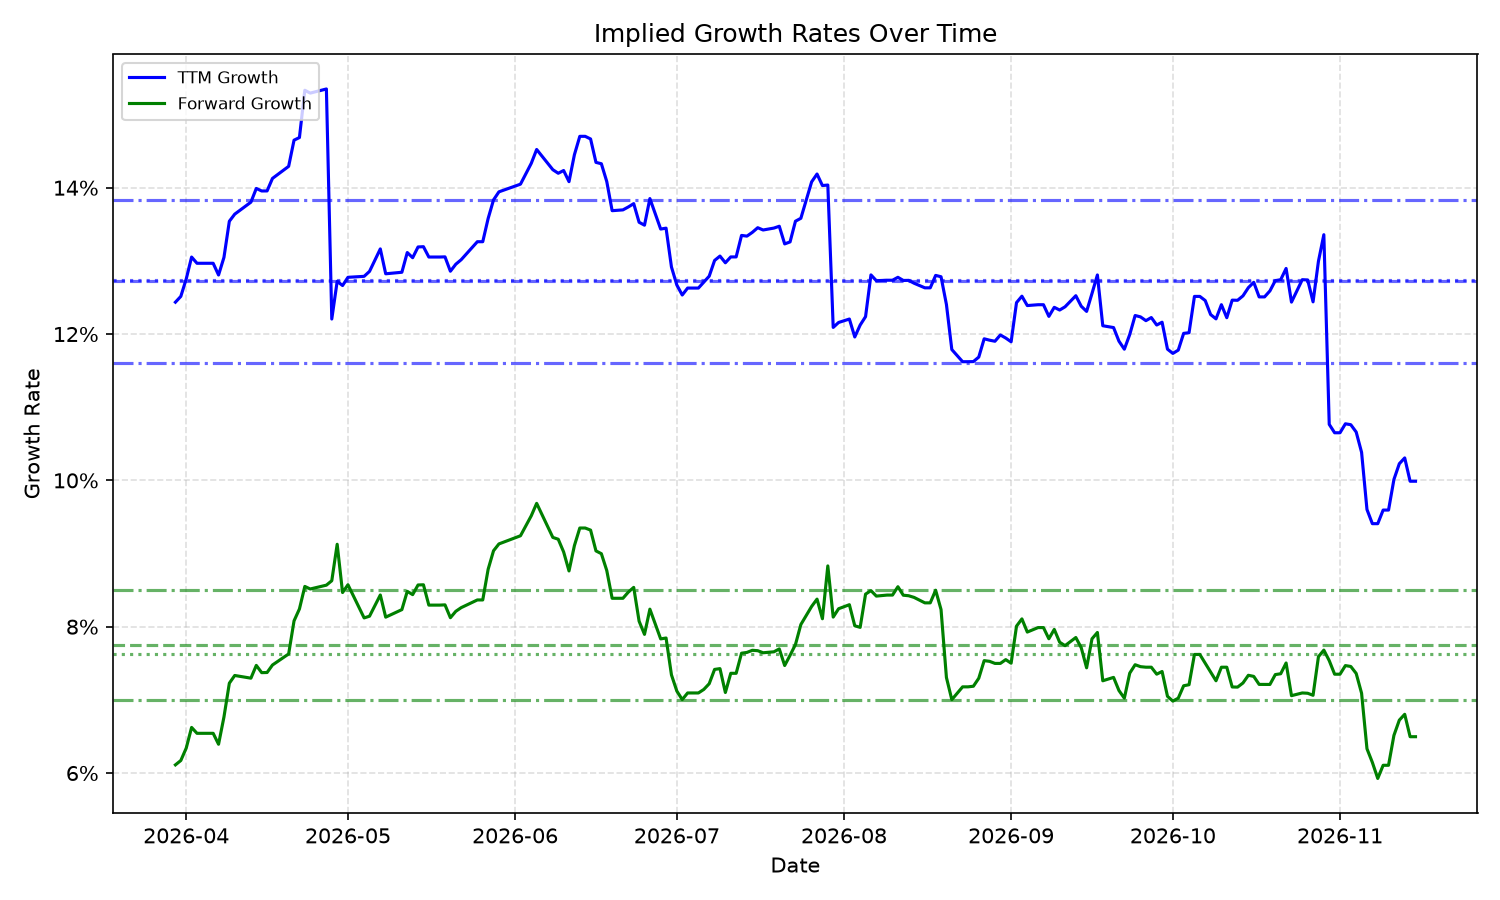 Implied Growth Rates Over Time
TTM Growth
Forward Growth
Growth Rate
14%
12%
10%
8%
6%
2026-04
2026-05
2026-06
2026-07
2026-08
2026-09
2026-10
2026-11
Date